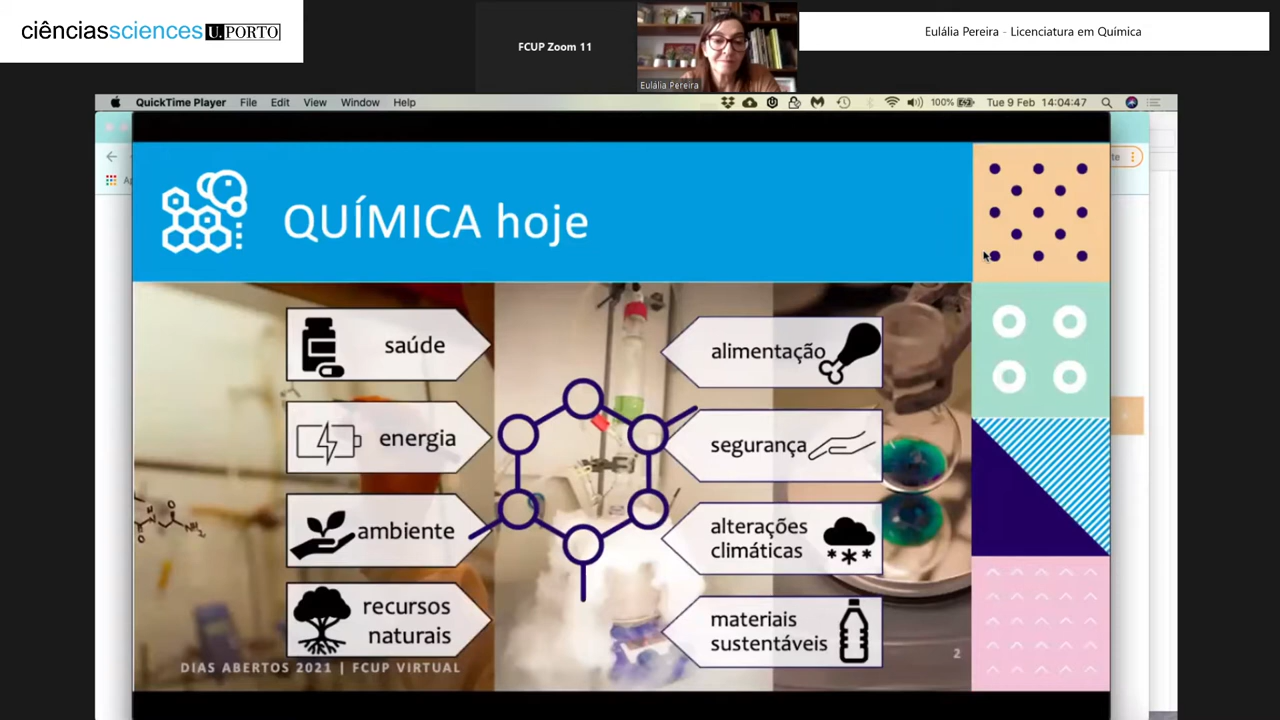 ciênciassciences U.PORTO
FCUP Zoom 11
Eulália Pereira
Eulália Pereira - Licenciatura em Química
QuickTime Player File Edit View Window Help
100% Tue 9 Feb 14:04:47
QUÍMICA hoje
saúde
energia
ambiente
recursos
naturais
alimentação
segurança
alterações
climáticas
materiais
sustentáveis
DIAS ABERTOS 2021 | FCUP VIRTUAL
2